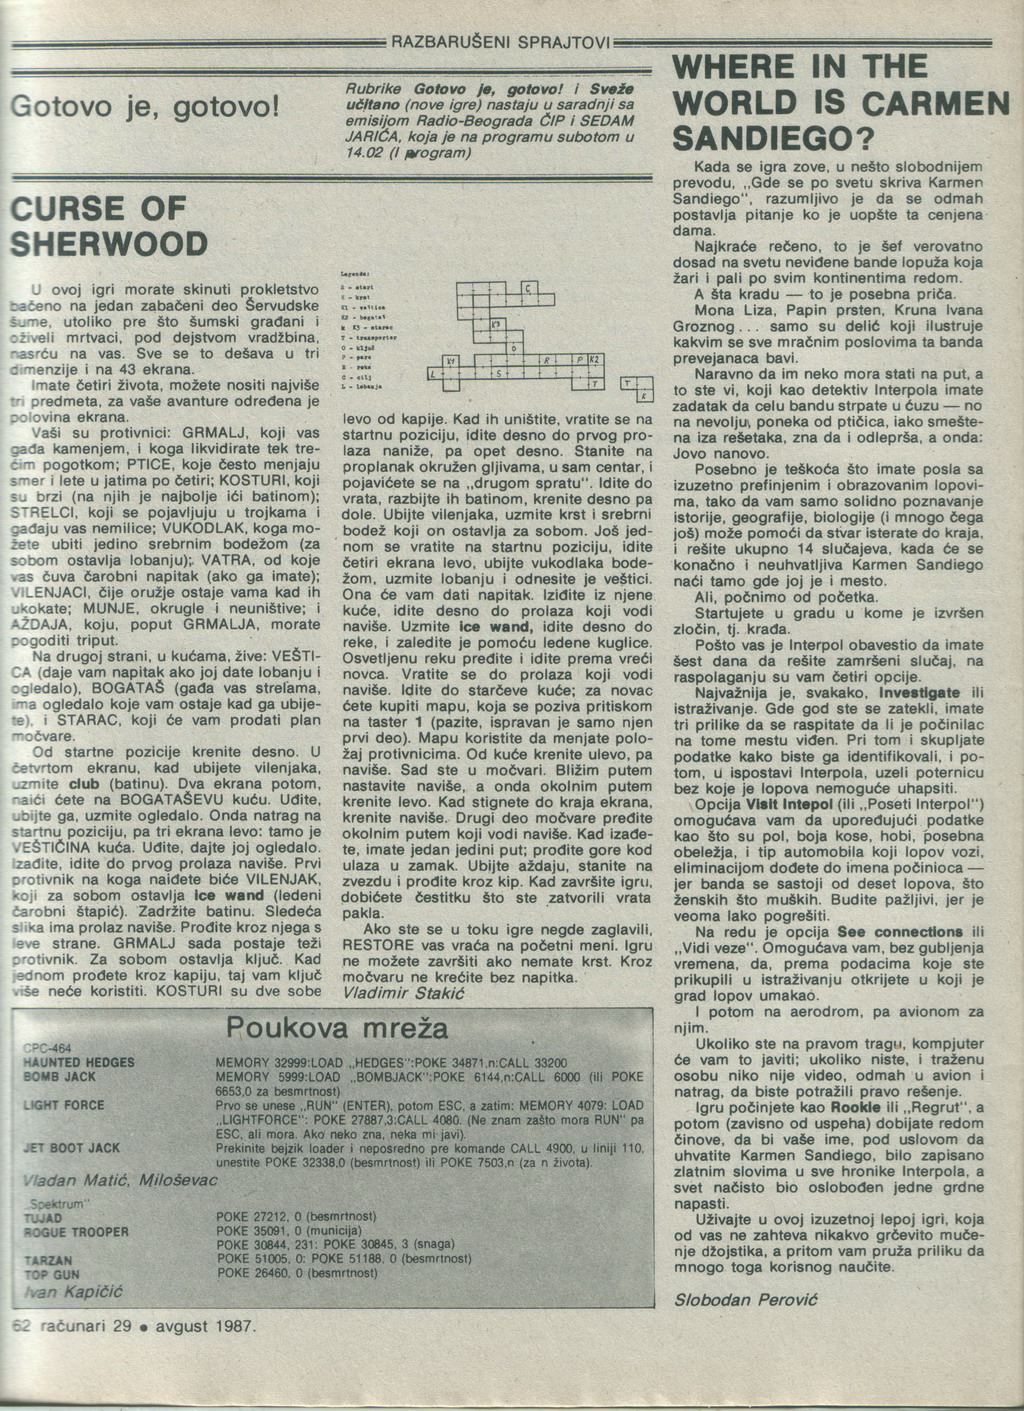 RAZBARUŠENI SPRAJTOVI
Gotovo je, gotovo!
Rubrike Gotovo je, gotovo! i Sveže
učitano (nove igre) nastaju u saradnji sa
emisijom Radio-Beograda ČIP i SEDAM
JARIĆA, koja je na programu subotom u
14.02 (I program)
CURSE OF
SHERWOOD
U ovoj igri morate skinuti prokletstvo
bačeno na jedan zabačeni deo Šervudske
šume, utoliko pre što šumski građani i
oživeli mrtvaci, pod dejstvom vradžbina,
nasrću na vas. Sve se to dešava u tri
dimenzije i na 43 ekrana.
Imate četiri života, možete nositi najviše
tri predmeta, za vaše avanture određena je
polovina ekrana.
Vaši su protivnici: GRMALJ, koji vas
gađa kamenjem, i koga likvidirate tek tre-
ćim pogotkom; PTICE, koje često menjaju
smer i lete u jatima po četiri; KOSTURI, koji
su brzi (na njih je najbolje ići batinom);
STRELCI, koji se pojavljuju u trojkama i
gađaju vas nemilice; VUKODLAK, koga mo-
žete ubiti jedino srebrnim bodežom (za
sobom ostavlja lobanju); VATRA, od koje
vas čuva čarobni napitak (ako ga imate);
VILENJACI, čije oružje ostaje vama kad ih
ukokate; MUNJE, okrugle i neuništive; i
AŽDAJA, koju, poput GRMALJA, morate
pogoditi triput.
Na drugoj strani, u kućama, žive: VEŠTI-
CA (daje vam napitak ako joj date lobanju i
ogledalo), BOGATAŠ (gađa vas strelama,
ima ogledalo koje vam ostaje kad ga ubije-
te), i STARAC, koji će vam prodati plan
močvare.
Od startne pozicije krenite desno. U
četvrtom ekranu, kad ubijete vilenjaka,
uzmite club (batinu). Dva ekrana potom,
naići ćete na BOGATAŠEVU kuću. Uđite,
ubijte ga, uzmite ogledalo. Onda natrag na
startnu poziciju, pa tri ekrana levo: tamo je
VEŠTIČINA kuća. Uđite, dajte joj ogledalo.
Izađite, idite do prvog prolaza naviše. Prvi
protivnik na koga naiđete biće VILENJAK,
koji za sobom ostavlja ice wand (ledeni
čarobni štapić). Zadržite batinu. Sledeća
slika ima prolaz naviše. Prođite kroz njega s
leve strane. GRMALJ sada postaje teži
protivnik. Za sobom ostavlja ključ. Kad
jednom prođete kroz kapiju, taj vam ključ
više neće koristiti. KOSTURI su dve sobe
Legenda:
S - start
K1 - veštica
K2 - bogataš
K3 - starac
T - transporter
O - ključ
P - pare
R - reka
C - cilj
L - lobanja
C
K3
O
K1
R
P
K2
L
S
T
T
K
levo od kapije. Kad ih uništite, vratite se na
startnu poziciju, idite desno do prvog pro-
laza naniže, pa opet desno. Stanite na
proplanak okružen gljivama, u sam centar, i
pojavićete se na „drugom spratu". Idite do
vrata, razbijte ih batinom, krenite desno pa
dole. Ubijte vilenjaka, uzmite krst i srebrni
bodež koji on ostavlja za sobom. Još jed-
nom se vratite na startnu poziciju, idite
četiri ekrana levo, ubijte vukodlaka bode-
žom, uzmite lobanju i odnesite je veštici.
Ona će vam dati napitak. Iziđite iz njene
kuće, idite desno do prolaza koji vodi
naviše. Uzmite ice wand, idite desno do
reke, i zaledite je pomoću ledene kuglice.
Osvetljenu reku pređite i idite prema vreći
novca. Vratite se do prolaza koji vodi
naviše. Idite do starčeve kuće; za novac
ćete kupiti mapu, koja se poziva pritiskom
na taster 1 (pazite, ispravan je samo njen
prvi deo). Mapu koristite da menjate polo-
žaj protivnicima. Od kuće krenite ulevo, pa
naviše. Sad ste u močvari. Bližim putem
nastavite naviše, a onda okolnim putem
krenite levo. Kad stignete do kraja ekrana,
krenite naviše. Drugi deo močvare pređite
okolnim putem koji vodi naviše. Kad izađe-
te, imate jedan jedini put; prođite gore kod
ulaza u zamak. Ubijte aždaju, stanite na
zvezdu i prođite kroz kip. Kad završite igru,
dobićete čestitku što ste zatvorili vrata
pakla.
Ako ste se u toku igre negde zaglavili,
RESTORE vas vraća na početni meni. Igru
ne možete završiti ako nemate krst. Kroz
močvaru ne krećite bez napitka.
Vladimir Stakić
Poukova mreža
CPC-464
HAUNTED HEDGES MEMORY 32999:LOAD „HEDGES":POKE 34871,n:CALL 33200
BOMB JACK MEMORY 5999:LOAD „BOMBJACK":POKE 6144,n:CALL 6000 (ili POKE
6653,0 za besmrtnost)
LIGHT FORCE Prvo se unese „RUN" (ENTER), potom ESC, a zatim: MEMORY 4079: LOAD
„LIGHTFORCE": POKE 27887,3:CALL 4080. (Ne znam zašto mora RUN" pa
ESC, ali mora. Ako neko zna, neka mi javi).
JET BOOT JACK Prekinite bejzik loader i neposredno pre komande CALL 4900, u liniji 110,
unestite POKE 32338,0 (besmrtnost) ili POKE 7503,n (za n života).
Vladan Matić, Miloševac
„Spektrum"
TUJAD POKE 27212, 0 (besmrtnost)
ROGUE TROOPER POKE 35091, 0 (municija)
POKE 30844, 231: POKE 30845, 3 (snaga)
TARZAN POKE 51005, 0: POKE 51188, 0 (besmrtnost)
TOP GUN POKE 26460, 0 (besmrtnost)
Ivan Kapičić
62 računari 29 • avgust 1987.
WHERE IN THE
WORLD IS CARMEN
SANDIEGO?
Kada se igra zove, u nešto slobodnijem
prevodu, „Gde se po svetu skriva Karmen
Sandiego", razumljivo je da se odmah
postavlja pitanje ko je uopšte ta cenjena
dama.
Najkraće rečeno, to je šef verovatno
dosad na svetu neviđene bande lopuža koja
žari i pali po svim kontinentima redom.
A šta kradu — to je posebna priča.
Mona Liza, Papin prsten, Kruna Ivana
Groznog... samo su delić koji ilustruje
kakvim se sve mračnim poslovima ta banda
prevejanaca bavi.
Naravno da im neko mora stati na put, a
to ste vi, koji kao detektiv Interpola imate
zadatak da celu bandu strpate u ćuzu — no
na nevolju, poneka od ptičica, iako smešte-
na iza rešetaka, zna da i odleprša, a onda:
Jovo nanovo.
Posebno je teškoća što imate posla sa
izuzetno prefinjenim i obrazovanim lopovi-
ma, tako da vam samo solidno poznavanje
istorije, geografije, biologije (i mnogo čega
još) može pomoći da stvar isterate do kraja,
i rešite ukupno 14 slučajeva, kada će se
konačno i neuhvatljiva Karmen Sandiego
naći tamo gde joj je i mesto.
Ali, počnimo od početka.
Startujete u gradu u kome je izvršen
zločin, tj. krađa.
Pošto vas je Interpol obavestio da imate
šest dana da rešite zamršeni slučaj, na
raspolaganju su vam četiri opcije.
Najvažnija je, svakako, Investigate ili
istraživanje. Gde god ste se zatekli, imate
tri prilike da se raspitate da li je počinilac
na tome mestu viđen. Pri tom i skupljate
podatke kako biste ga identifikovali, i po-
tom, u ispostavi Interpola, uzeli poternicu
bez koje je lopova nemoguće uhapsiti.
Opcija Visit Intepol (ili „Poseti Interpol")
omogućava vam da upoređujući podatke
kao što su pol, boja kose, hobi, posebna
obeležja, i tip automobila koji lopov vozi,
eliminacijom dođete do imena počinioca —
jer banda se sastoji od deset lopova, što
ženskih što muških. Budite pažljivi, jer je
veoma lako pogrešiti.
Na redu je opcija See connections ili
„Vidi veze". Omogućava vam, bez gubljenja
vremena, da, prema podacima koje ste
prikupili u istraživanju otkrijete u koji je
grad lopov umakao.
I potom na aerodrom, pa avionom za
njim.
Ukoliko ste na pravom tragu, kompjuter
će vam to javiti; ukoliko niste, i traženu
osobu niko nije video, odmah u avion i
natrag, da biste potražili pravo rešenje.
Igru počinjete kao Rookie ili „Regrut", a
potom (zavisno od uspeha) dobijate redom
činove, da bi vaše ime, pod uslovom da
uhvatite Karmen Sandiego, bilo zapisano
zlatnim slovima u sve hronike Interpola, a
svet načisto bio oslobođen jedne grdne
napasti.
Uživajte u ovoj izuzetnoj lepoj igri, koja
od vas ne zahteva nikakvo grčevito muče-
nje džojstika, a pritom vam pruža priliku da
mnogo toga korisnog naučite.
Slobodan Perović